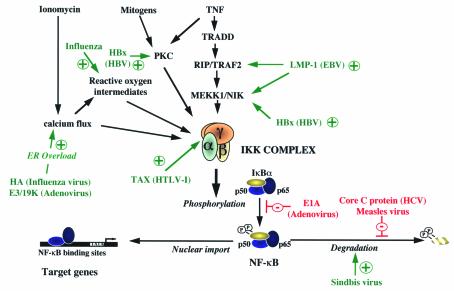 Ionomycin
Mitogens
TNF
TRADD
Influenza
HBx
(HBV)
PKC
RIP/TRAF2
LMP-1 (EBV)
Reactive oxygen
intermediates
MEKK1/NIK
HBx (HBV)
calcium flux
γ
α
β
IKK COMPLEX
ER Overload
HA (Influenza virus)
E3/19K (Adenovirus)
TAX (HTLV-I)
IκBα
p50
p65
Phosphorylation
E1A
(Adenovirus)
Core C protein (HCV)
Measles virus
P
P
p50
p65
NF-κB
Nuclear import
Degradation
P
P
NF-κB binding sites
Target genes
Sindbis virus